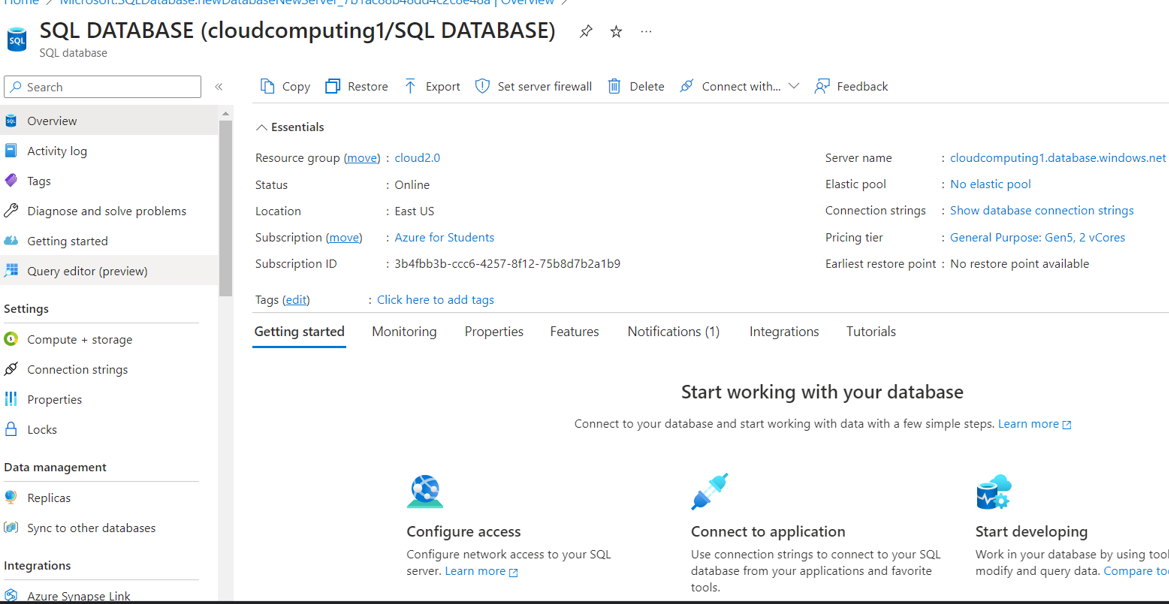 Home > Microsoft.SQLDatabase.newDatabaseNewServer_7b1ac88b48dd4c2c8e48a | Overview >
SQL DATABASE (cloudcomputing1/SQL DATABASE)
SQL database
Search
Overview
Activity log
Tags
Diagnose and solve problems
Getting started
Query editor (preview)
Settings
Compute + storage
Connection strings
Properties
Locks
Data management
Replicas
Sync to other databases
Integrations
Azure Synapse Link
Copy Restore Export Set server firewall Delete Connect with... Feedback
Essentials
Resource group (move) : cloud2.0
Status : Online
Location : East US
Subscription (move) : Azure for Students
Subscription ID : 3b4fbb3b-ccc6-4257-8f12-75b8d7b2a1b9
Server name : cloudcomputing1.database.windows.net
Elastic pool : No elastic pool
Connection strings : Show database connection strings
Pricing tier : General Purpose: Gen5, 2 vCores
Earliest restore point : No restore point available
Tags (edit) : Click here to add tags
Getting started Monitoring Properties Features Notifications (1) Integrations Tutorials
Start working with your database
Connect to your database and start working with data with a few simple steps. Learn more
Configure access
Configure network access to your SQL
server. Learn more
Connect to application
Use connection strings to connect to your SQL
database from your applications and favorite
tools.
Start developing
Work in your database by using tool
modify and query data. Compare to